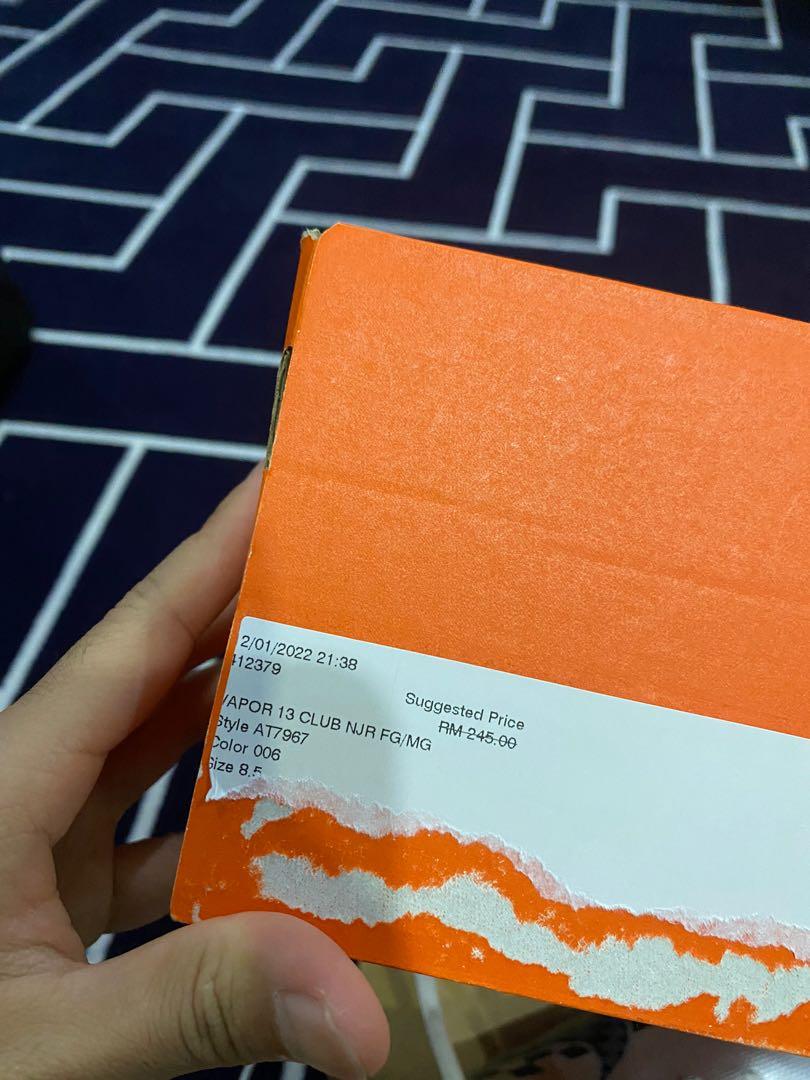 2/01/2022 21:38
412379
VAPOR 13 CLUB NJR FG/MG
Style AT7967
Color 006
Size 8.5
Suggested Price
RM 245.00